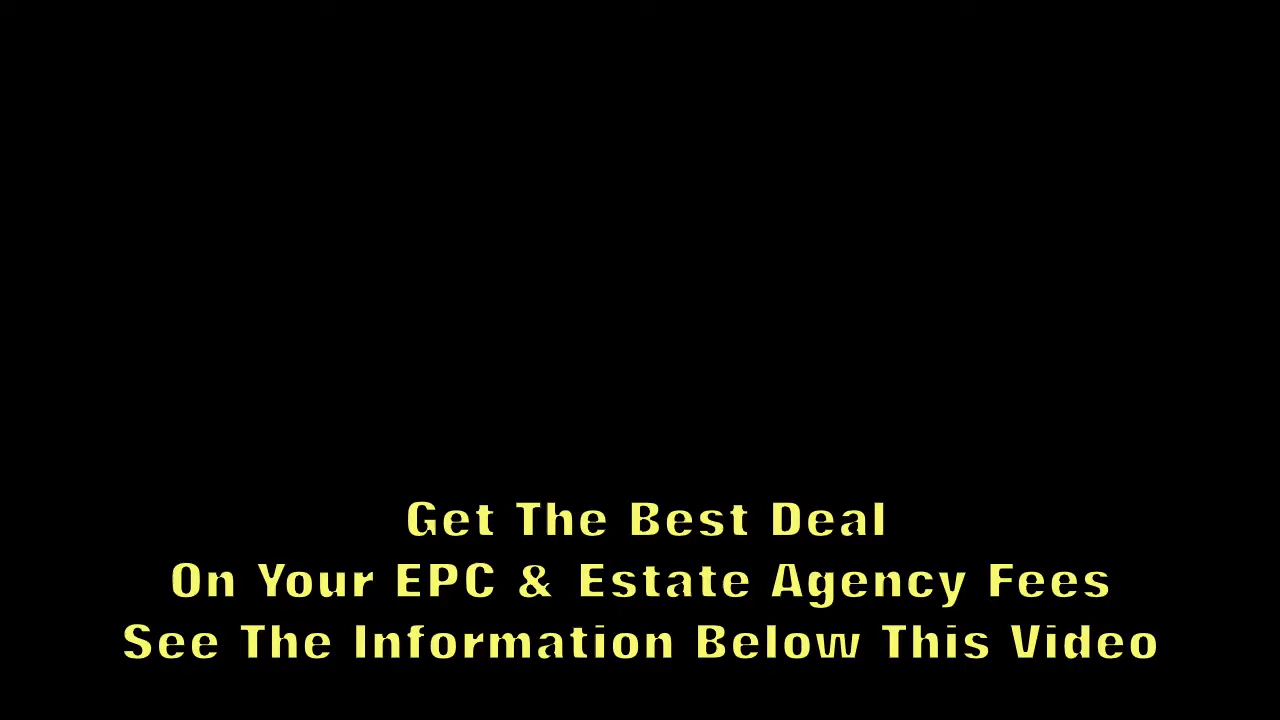 Get The Best Deal
On Your EPC & Estate Agency Fees
See The Information Below This Video